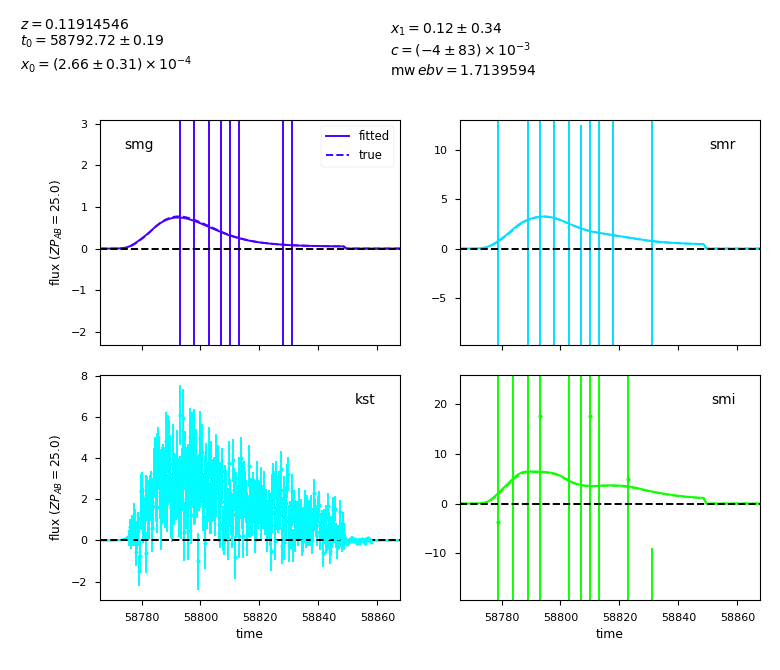 z = 0.11914546
t₀ = 58792.72 ± 0.19
x₀ = (2.66 ± 0.31) × 10⁻⁴
x₁ = 0.12 ± 0.34
c = (−4 ± 83) × 10⁻³
mw ebv = 1.7139594
smg
fitted
true
3
2
1
0
−1
−2
flux (ZP_AB = 25.0)
smr
10
5
0
−5
kst
8
6
4
2
0
−2
flux (ZP_AB = 25.0)
58780 58800 58820 58840 58860
time
smi
20
10
0
−10
58780 58800 58820 58840 58860
time